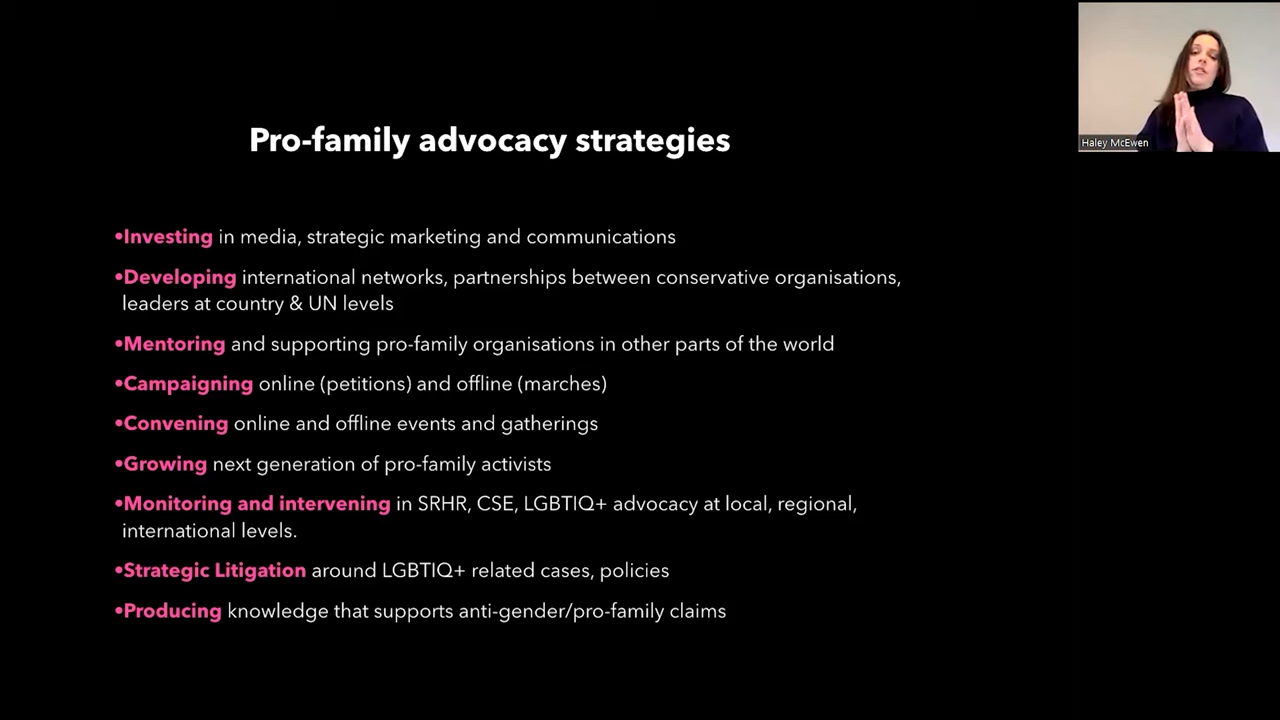 Pro-family advocacy strategies
Haley McEwen
•Investing in media, strategic marketing and communications
•Developing international networks, partnerships between conservative organisations,
leaders at country & UN levels
•Mentoring and supporting pro-family organisations in other parts of the world
•Campaigning online (petitions) and offline (marches)
•Convening online and offline events and gatherings
•Growing next generation of pro-family activists
•Monitoring and intervening in SRHR, CSE, LGBTIQ+ advocacy at local, regional,
international levels.
•Strategic Litigation around LGBTIQ+ related cases, policies
•Producing knowledge that supports anti-gender/pro-family claims